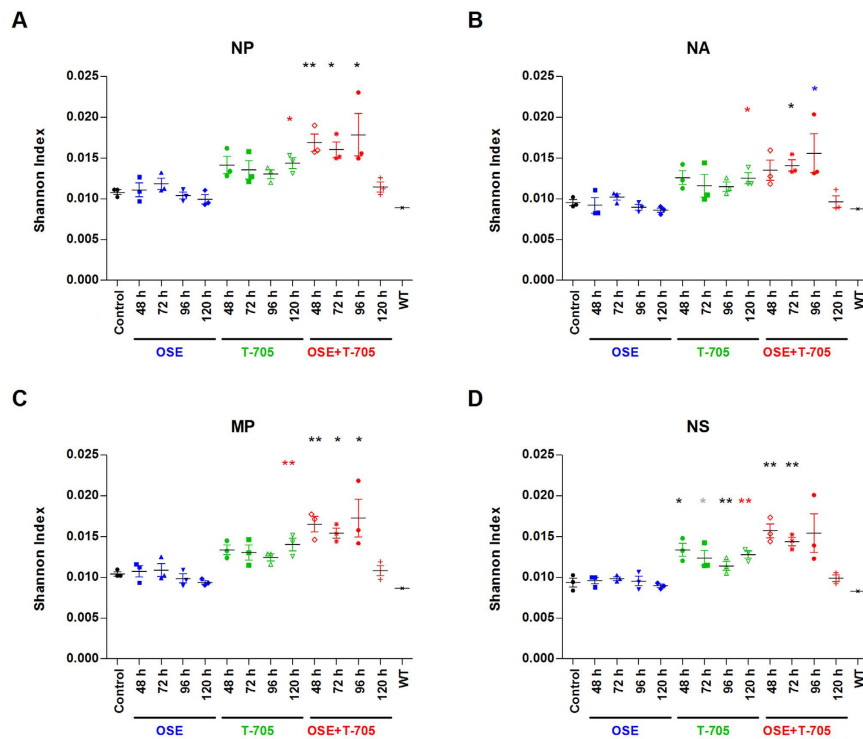 A
NP
** * *
*
Shannon Index
0.025
0.020
0.015
0.010
0.005
0.000
Control
48 h
72 h
96 h
120 h
48 h
72 h
96 h
120 h
48 h
72 h
96 h
120 h
WT
OSE
T-705
OSE+T-705
B
NA
*
* *
Shannon Index
0.025
0.020
0.015
0.010
0.005
0.000
Control
48 h
72 h
96 h
120 h
48 h
72 h
96 h
120 h
48 h
72 h
96 h
120 h
WT
OSE
T-705
OSE+T-705
C
MP
** * *
**
Shannon Index
0.025
0.020
0.015
0.010
0.005
0.000
Control
48 h
72 h
96 h
120 h
48 h
72 h
96 h
120 h
48 h
72 h
96 h
120 h
WT
OSE
T-705
OSE+T-705
D
NS
** **
* * ** **
Shannon Index
0.025
0.020
0.015
0.010
0.005
0.000
Control
48 h
72 h
96 h
120 h
48 h
72 h
96 h
120 h
48 h
72 h
96 h
120 h
WT
OSE
T-705
OSE+T-705